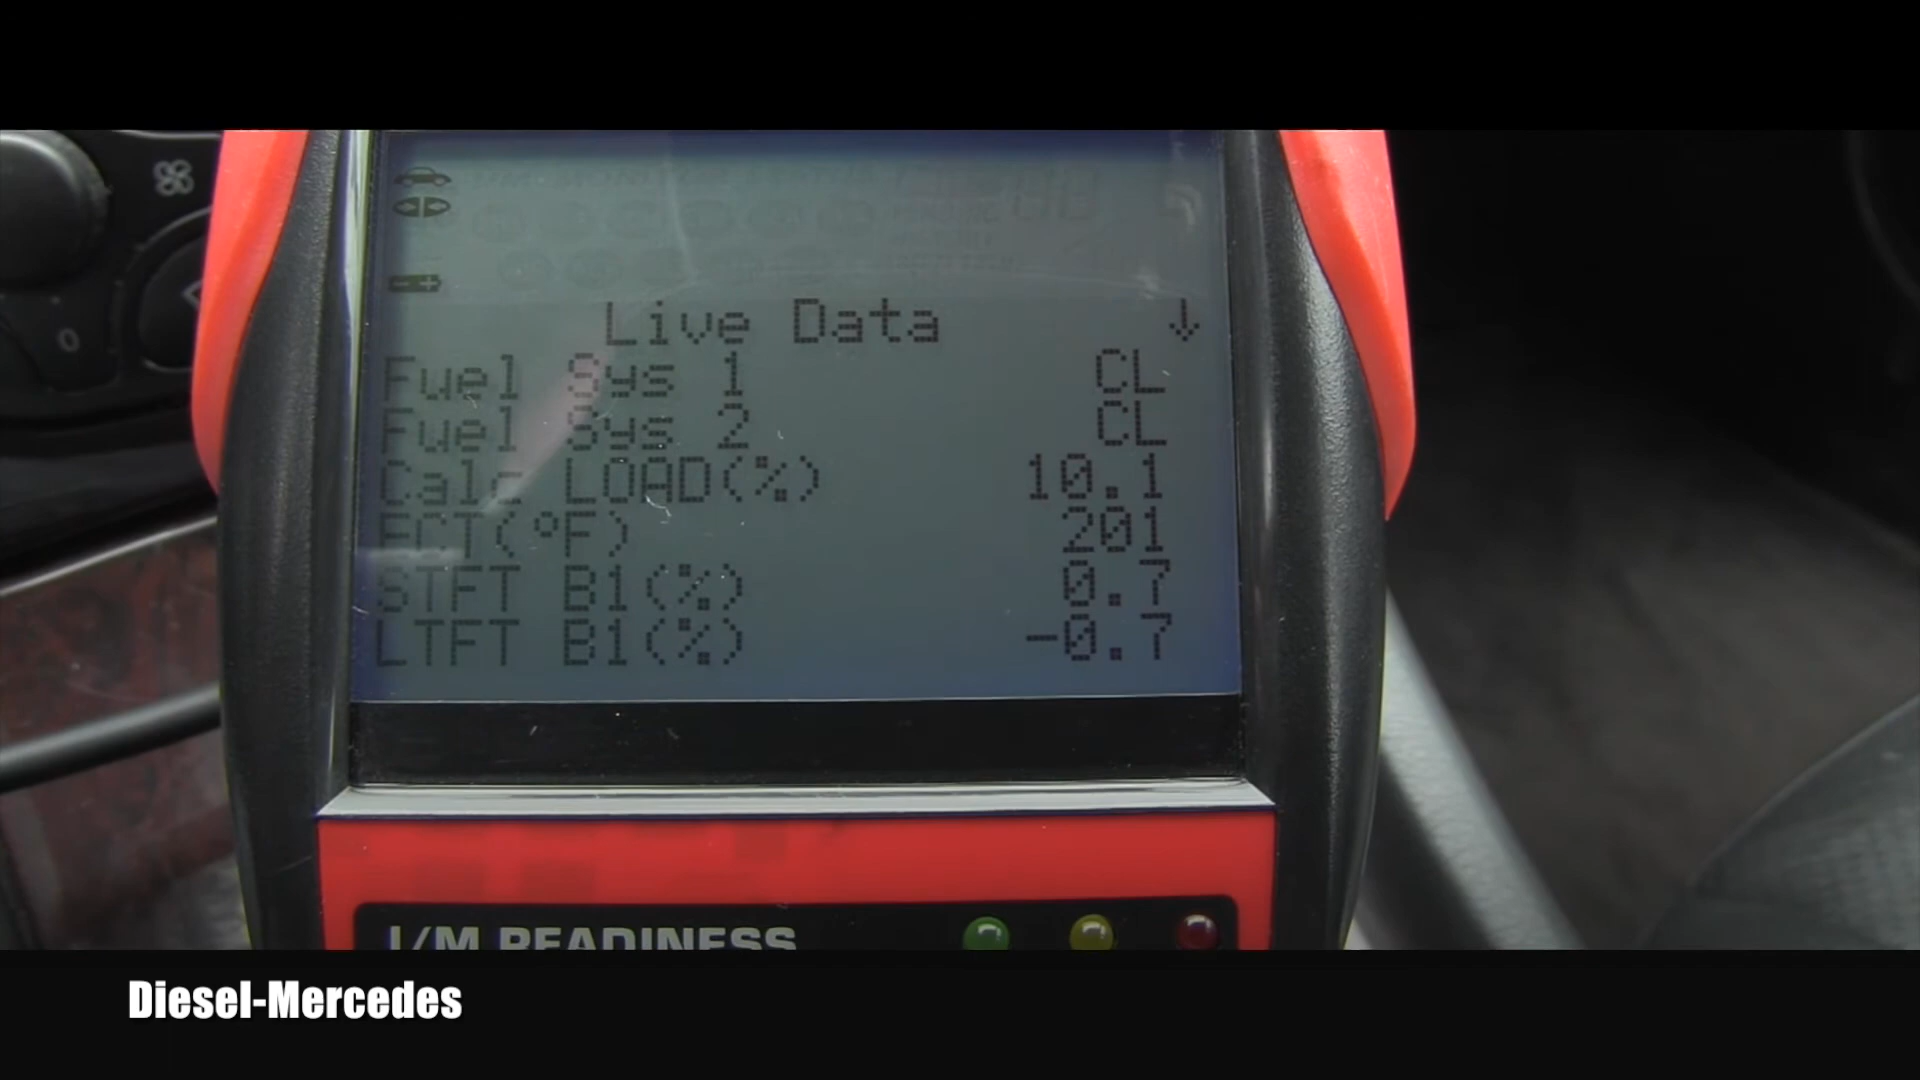 0
Live Data ↓
Fuel Sys 1 CL
Fuel Sys 2 CL
Calc LOAD(%) 10.1
ECT(°F) 201
STFT B1(%) 0.7
LTFT B1(%) -0.7
I/M READINESS
Diesel-Mercedes